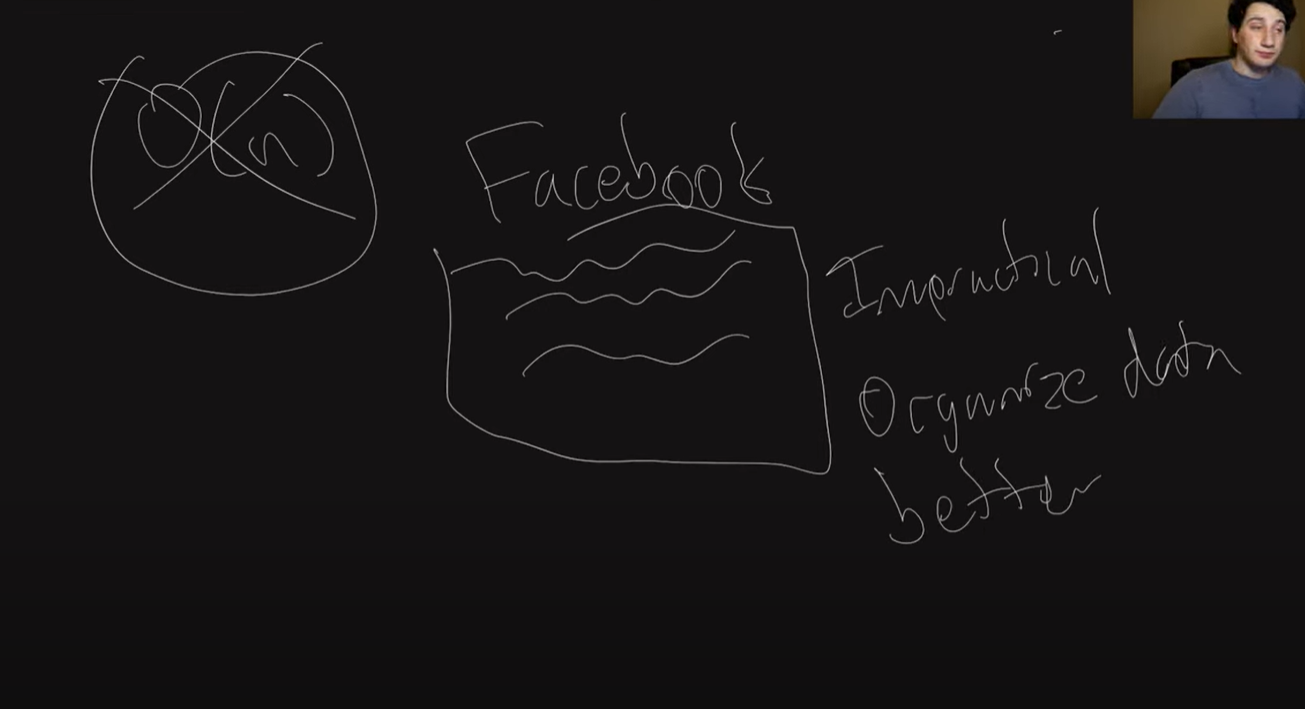 O(n)
Facebook
Impractical
Organize data
better